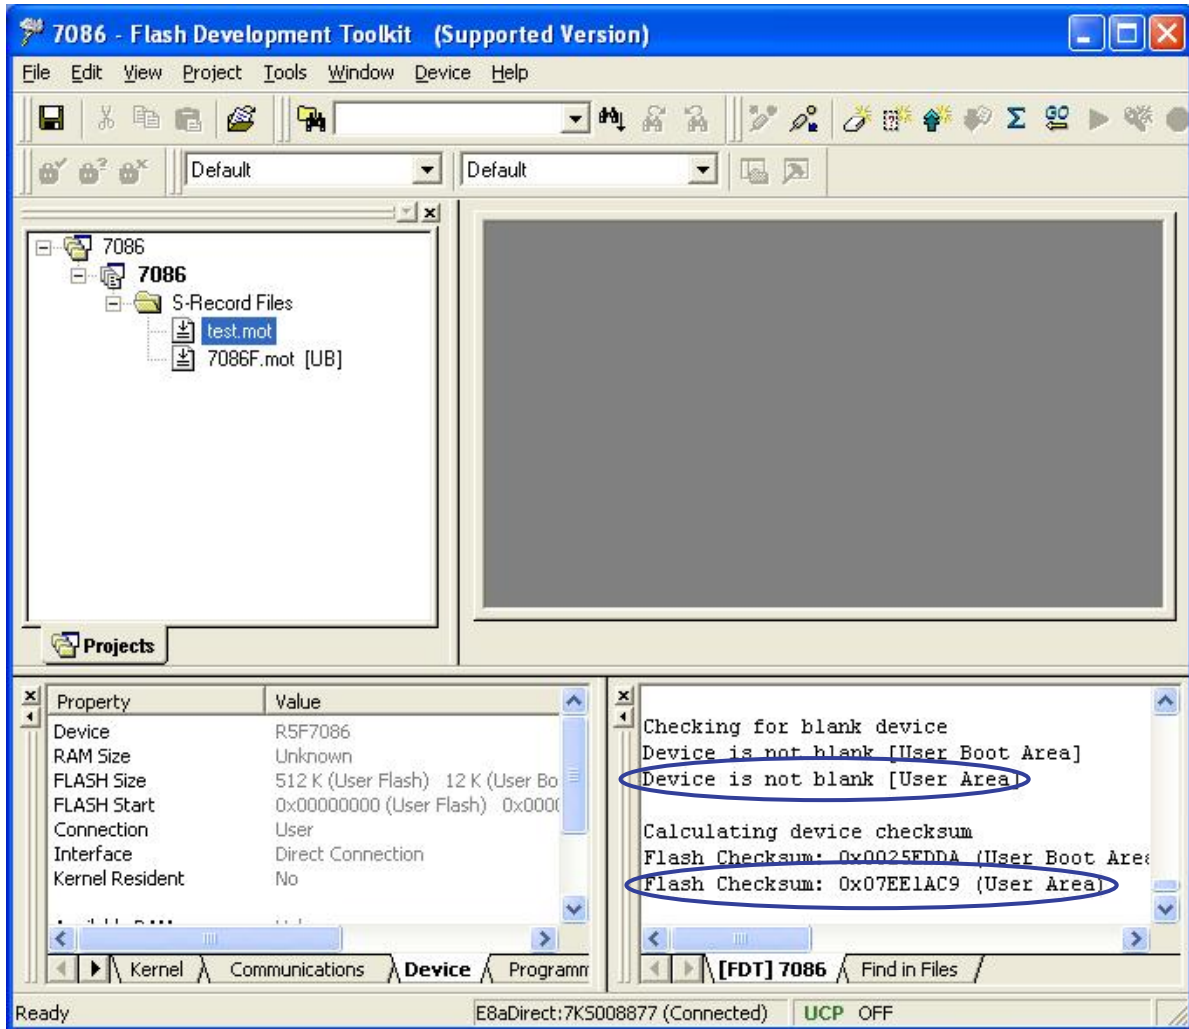 7086 - Flash Development Toolkit (Supported Version)
File Edit View Project Tools Window Device Help
GO
Default Default
7086
7086
S-Record Files
test.mot
7086F.mot [UB]
Projects
Property Value
Device R5F7086
RAM Size Unknown
FLASH Size 512 K (User Flash) 12 K (User Bo
FLASH Start 0x00000000 (User Flash) 0x000
Connection User
Interface Direct Connection
Kernel Resident No
Checking for blank device
Device is not blank [User Boot Area]
Device is not blank [User Area]
Calculating device checksum
Flash Checksum: 0x0025EDDA (User Boot Area
Flash Checksum: 0x07EE1AC9 (User Area)
Kernel Communications Device Programm
[FDT] 7086 Find in Files
Ready E8aDirect:7KS008877 (Connected) UCP OFF